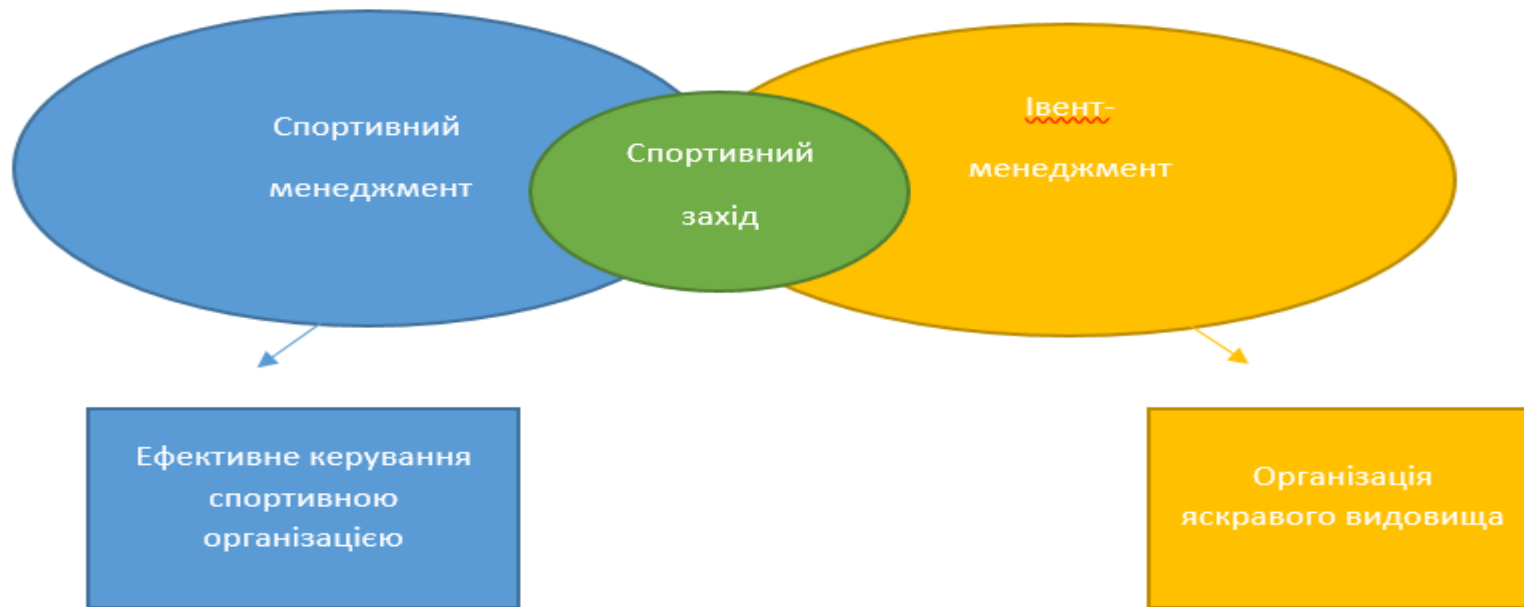 Спортивний
менеджмент
Спортивний
захід
Івент-
менеджмент
Ефективне керування
спортивною
організацією
Організація
яскравого видовища